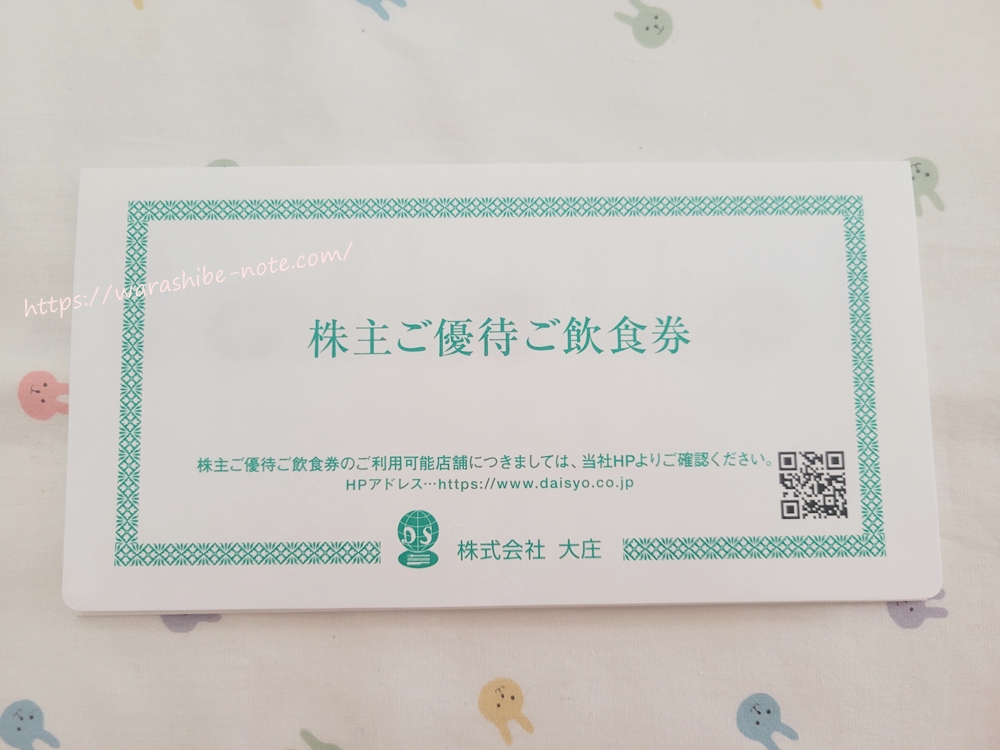 https://warashibe-note.com/
株主ご優待ご飲食券
株主ご優待ご飲食券のご利用可能店舗につきましては、当社HPよりご確認ください。
HPアドレス…https://www.daisyo.co.jp
D-S
株式会社 大庄